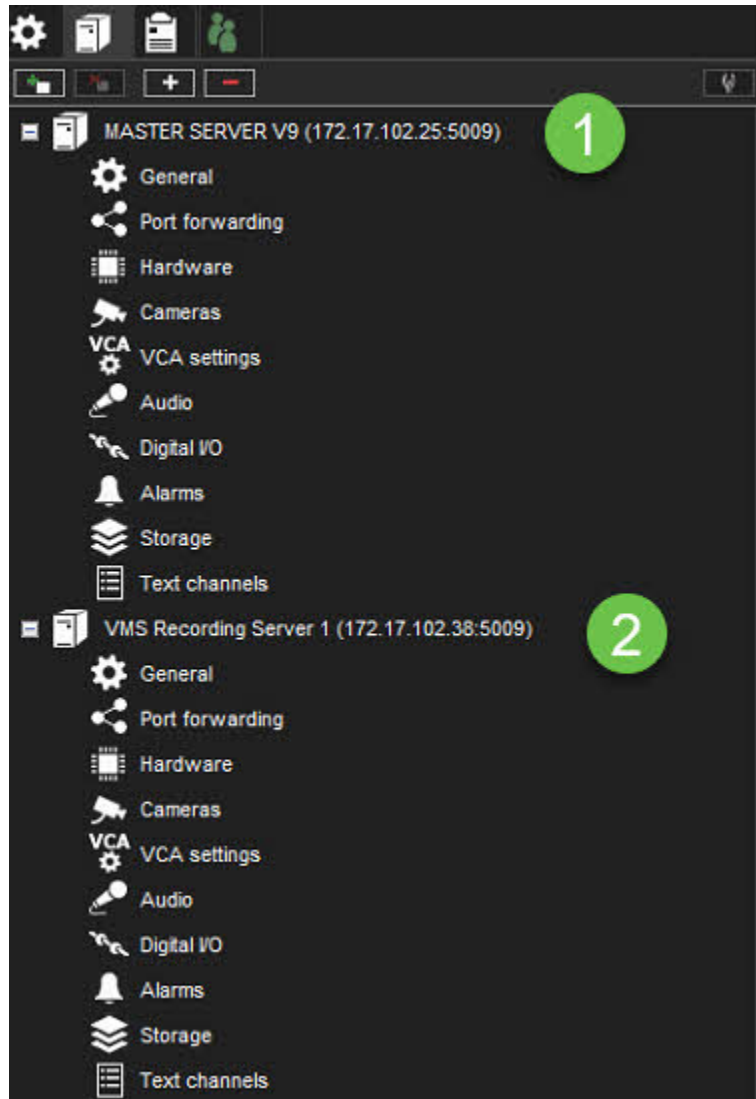 MASTER SERVER V9 (172.17.102.25:5009)
1
General
Port forwarding
Hardware
Cameras
VCA
VCA settings
Audio
Digital I/O
Alarms
Storage
Text channels
VMS Recording Server 1 (172.17.102.38:5009)
2
General
Port forwarding
Hardware
Cameras
VCA
VCA settings
Audio
Digital I/O
Alarms
Storage
Text channels